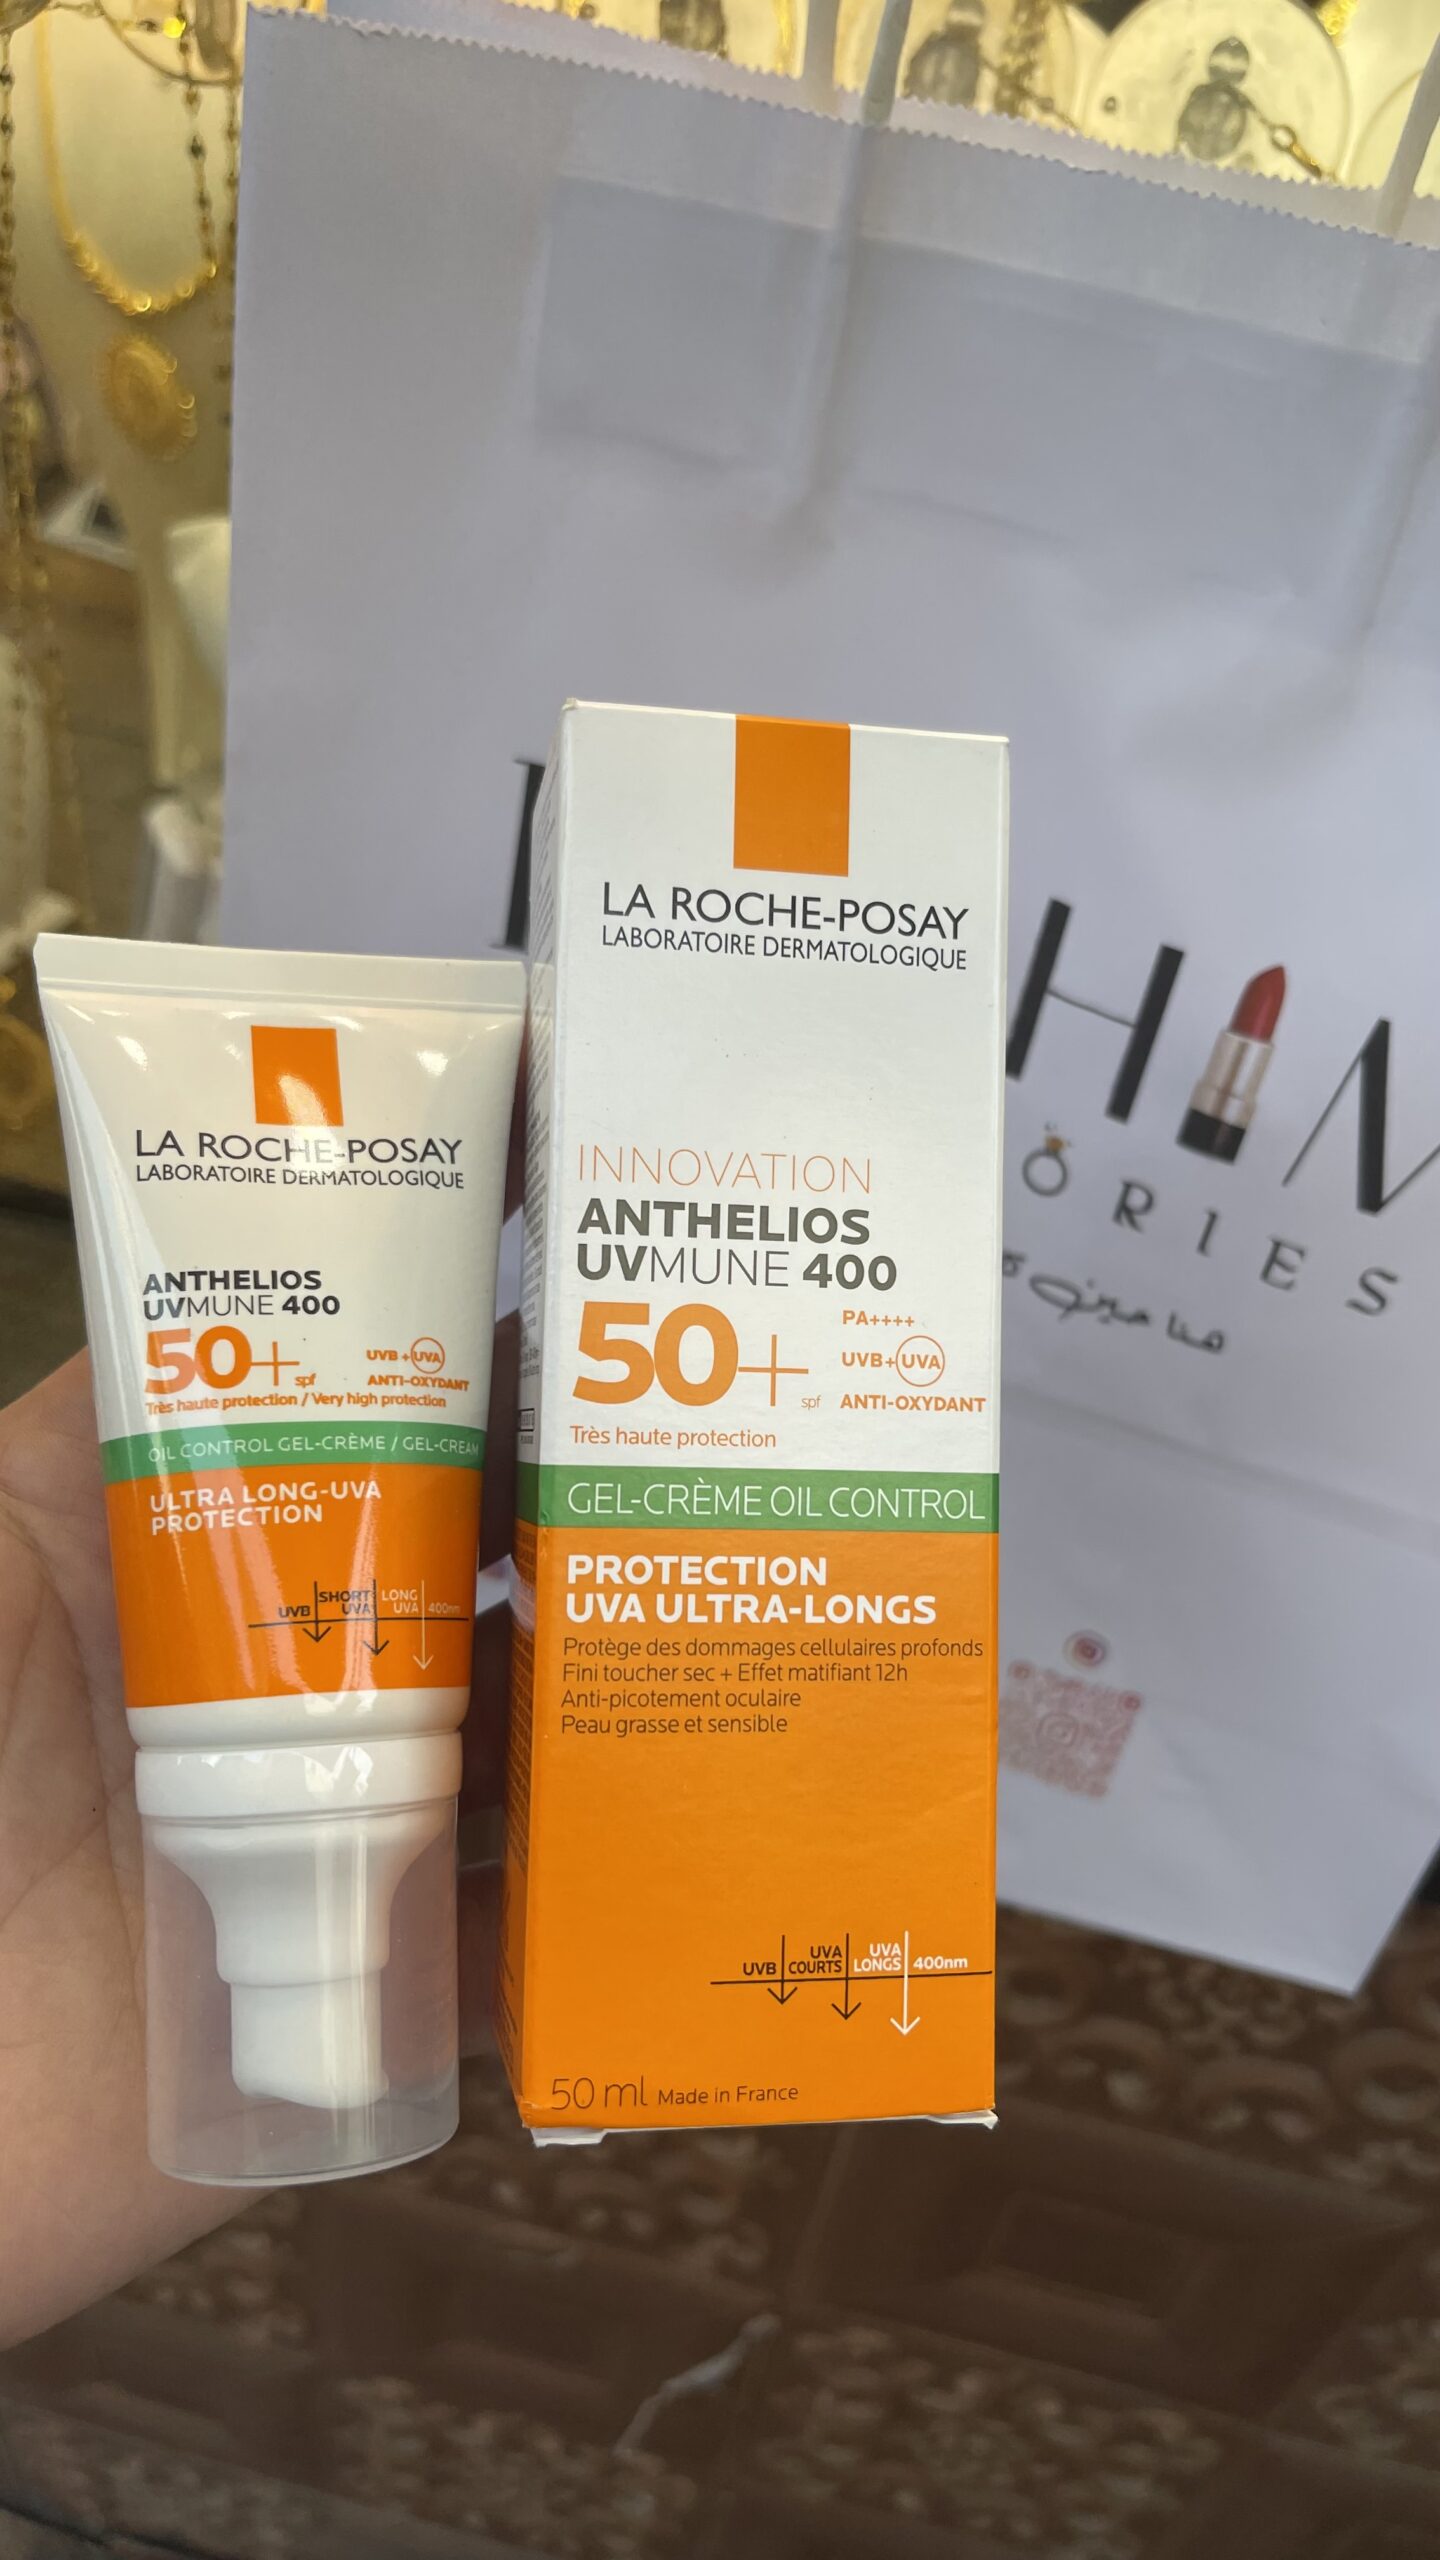 LA ROCHE-POSAY
LABORATOIRE DERMATOLOGIQUE
ANTHELIOS
UVMUNE 400
50+ spf
UVB + UVA
ANTI-OXYDANT
Très haute protection / Very high protection
OIL CONTROL GEL-CRÈME / GEL-CREAM
ULTRA LONG-UVA
PROTECTION
UVB SHORT UVA LONG UVA 400nm
LA ROCHE-POSAY
LABORATOIRE DERMATOLOGIQUE
INNOVATION
ANTHELIOS
UVMUNE 400
50+ spf
PA++++
UVB+UVA
ANTI-OXYDANT
Très haute protection
GEL-CRÈME OIL CONTROL
PROTECTION
UVA ULTRA-LONGS
Protège des dommages cellulaires profonds
Fini toucher sec + Effet matifiant 12h
Anti-picotement oculaire
Peau grasse et sensible
UVB UVA COURTS UVA LONGS 400nm
50 ml Made in France
ORIES